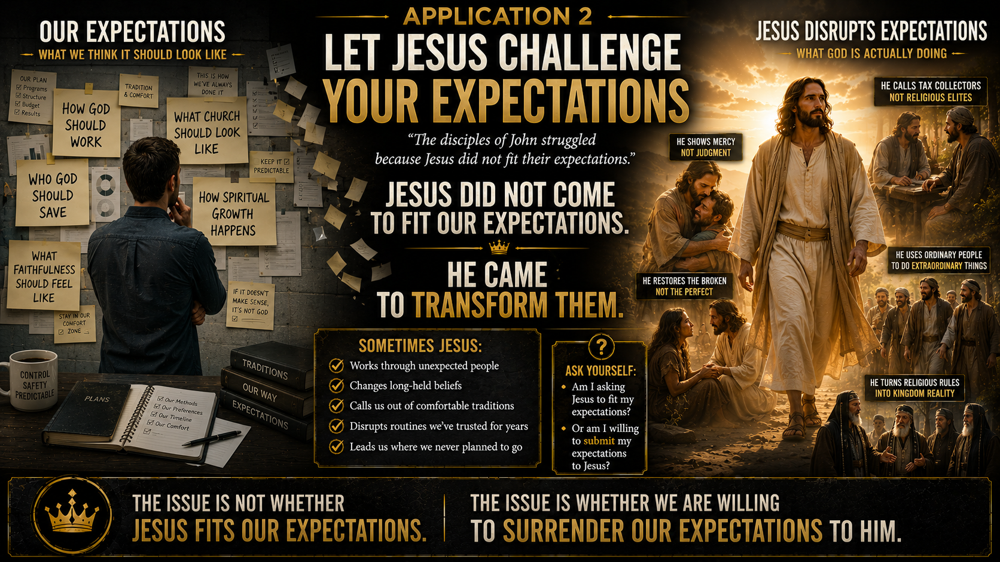 APPLICATION 2
LET JESUS CHALLENGE
YOUR EXPECTATIONS
"The disciples of John struggled
because Jesus did not fit their expectations."
JESUS DID NOT COME
TO FIT OUR EXPECTATIONS.
HE CAME
TO TRANSFORM THEM.
OUR EXPECTATIONS
WHAT WE THINK IT SHOULD LOOK LIKE
OUR PLAN
Programs
Structure
Budget
Results
TRADITION
& COMFORT
THIS IS HOW
WE'VE ALWAYS
DONE IT
HOW GOD
SHOULD
WORK
WHAT CHURCH
SHOULD LOOK
LIKE
KEEP IT
PREDICTABLE
WHO GOD
SHOULD
SAVE
HOW SPIRITUAL
GROWTH
HAPPENS
WHAT
FAITHFULNESS
SHOULD FEEL
LIKE
IF IT DOESN'T
MAKE SENSE,
IT'S NOT GOD
STAY IN OUR
COMFORT
ZONE
CONTROL
SAFETY
PREDICTABLE
PLANS
Our Methods
Our Preferences
Our Timeline
Our Comfort
TRADITIONS
OUR WAY
EXPECTATIONS
SOMETIMES JESUS:
Works through unexpected people
Changes long-held beliefs
Calls us out of comfortable traditions
Disrupts routines we've trusted for years
Leads us where we never planned to go
?
ASK YOURSELF:
• Am I asking
Jesus to fit my
expectations?
• Or am I willing
to submit my
expectations
to Jesus?
JESUS DISRUPTS EXPECTATIONS
WHAT GOD IS ACTUALLY DOING
HE CALLS TAX COLLECTORS
NOT RELIGIOUS ELITES
HE SHOWS MERCY
NOT JUDGMENT
HE USES ORDINARY PEOPLE
TO DO EXTRAORDINARY THINGS
HE RESTORES THE BROKEN
NOT THE PERFECT
HE TURNS RELIGIOUS RULES
INTO KINGDOM REALITY
THE ISSUE IS NOT WHETHER
JESUS FITS OUR EXPECTATIONS.
THE ISSUE IS WHETHER WE ARE WILLING
TO SURRENDER OUR EXPECTATIONS TO HIM.